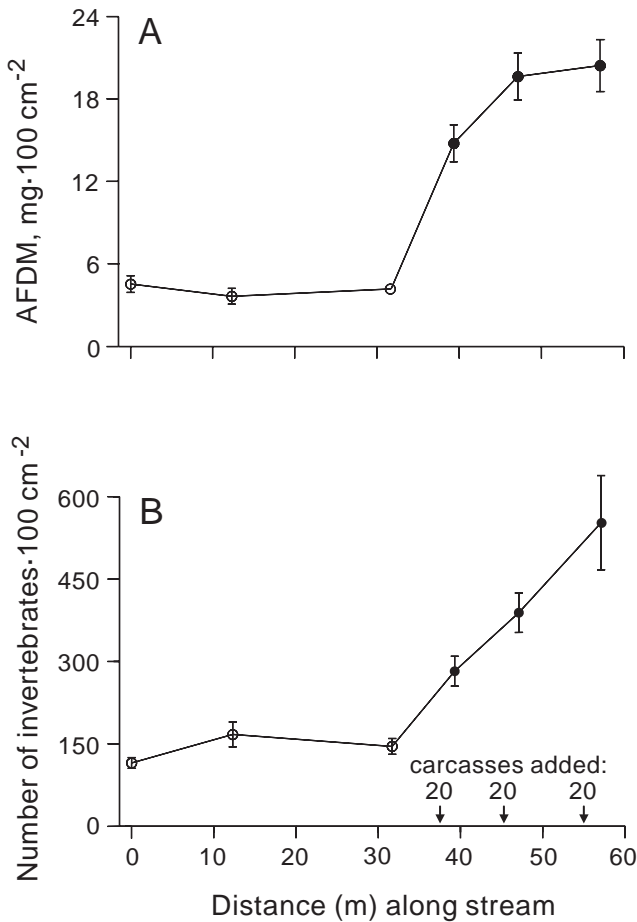 A
AFDM, mg·100 cm-2
24
18
12
6
0
B
Number of invertebrates·100 cm -2
600
450
300
150
0
carcasses added:
20 20 20
0 10 20 30 40 50 60
Distance (m) along stream